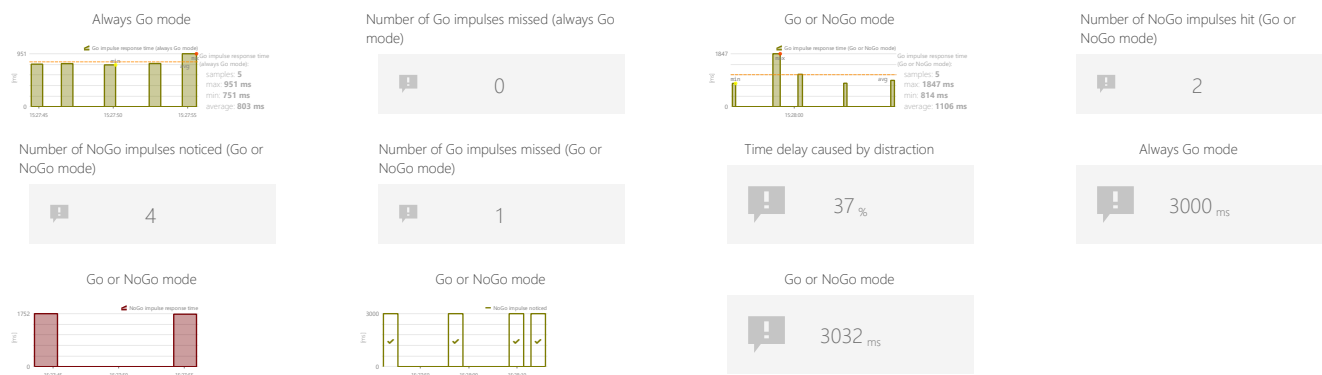 Always Go mode
951
Go impulse response time (always Go mode)
min
max
avg
[ms]
0
15:27:45
15:27:50
15:27:55
Go impulse response time
(always Go mode):
samples: 5
max: 951 ms
min: 751 ms
average: 803 ms
Number of Go impulses missed (always Go
mode)
0
Go or NoGo mode
1847
Go impulse response time (Go or NoGo mode)
min
max
avg
[ms]
0
15:28:00
Go impulse response time
(Go or NoGo mode):
samples: 5
max: 1847 ms
min: 814 ms
average: 1106 ms
Number of NoGo impulses hit (Go or
NoGo mode)
2
Number of NoGo impulses noticed (Go or
NoGo mode)
4
Number of Go impulses missed (Go or
NoGo mode)
1
Time delay caused by distraction
37 %
Always Go mode
3000 ms
Go or NoGo mode
1752
NoGo impulse response time
[ms]
0
Go or NoGo mode
3000
NoGo impulse noticed
[ms]
0
Go or NoGo mode
3032 ms